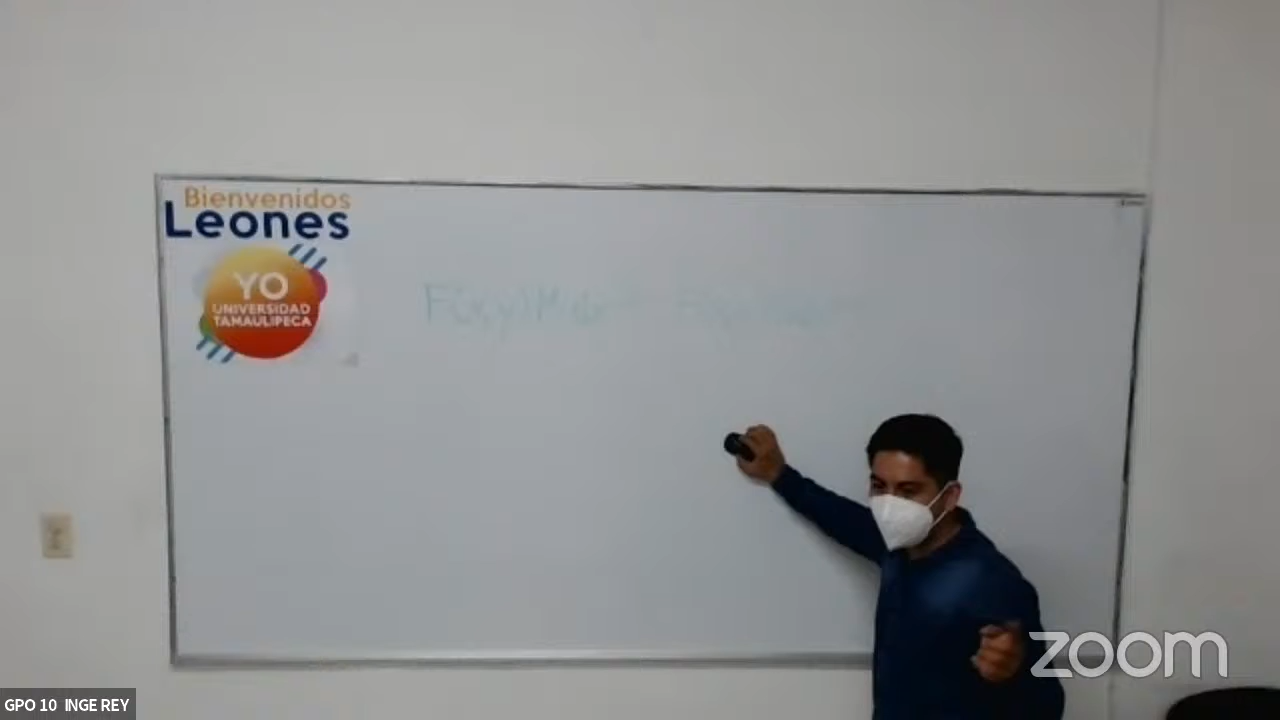 Bienvenidos
Leones
YO
UNIVERSIDAD
TAMAULIPECA
F(x,y)M
zoom
GPO 10 INGE REY